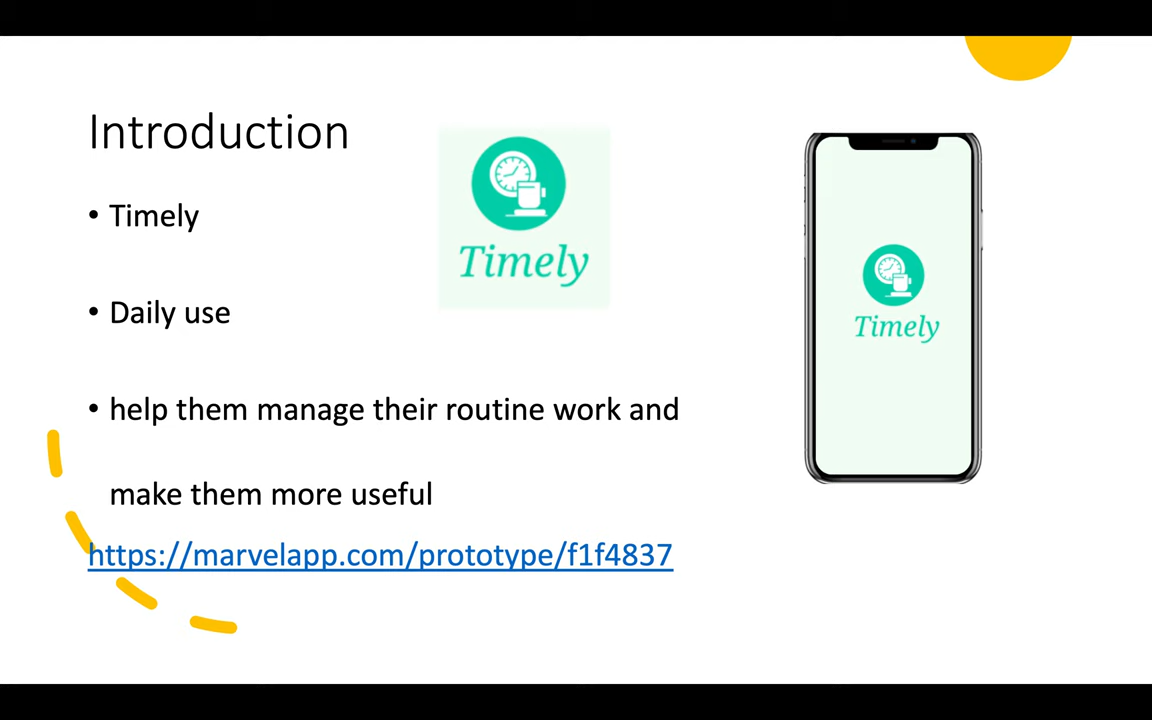 Introduction
• Timely
• Daily use
• help them manage their routine work and
make them more useful
https://marvelapp.com/prototype/f1f4837
Timely
Timely